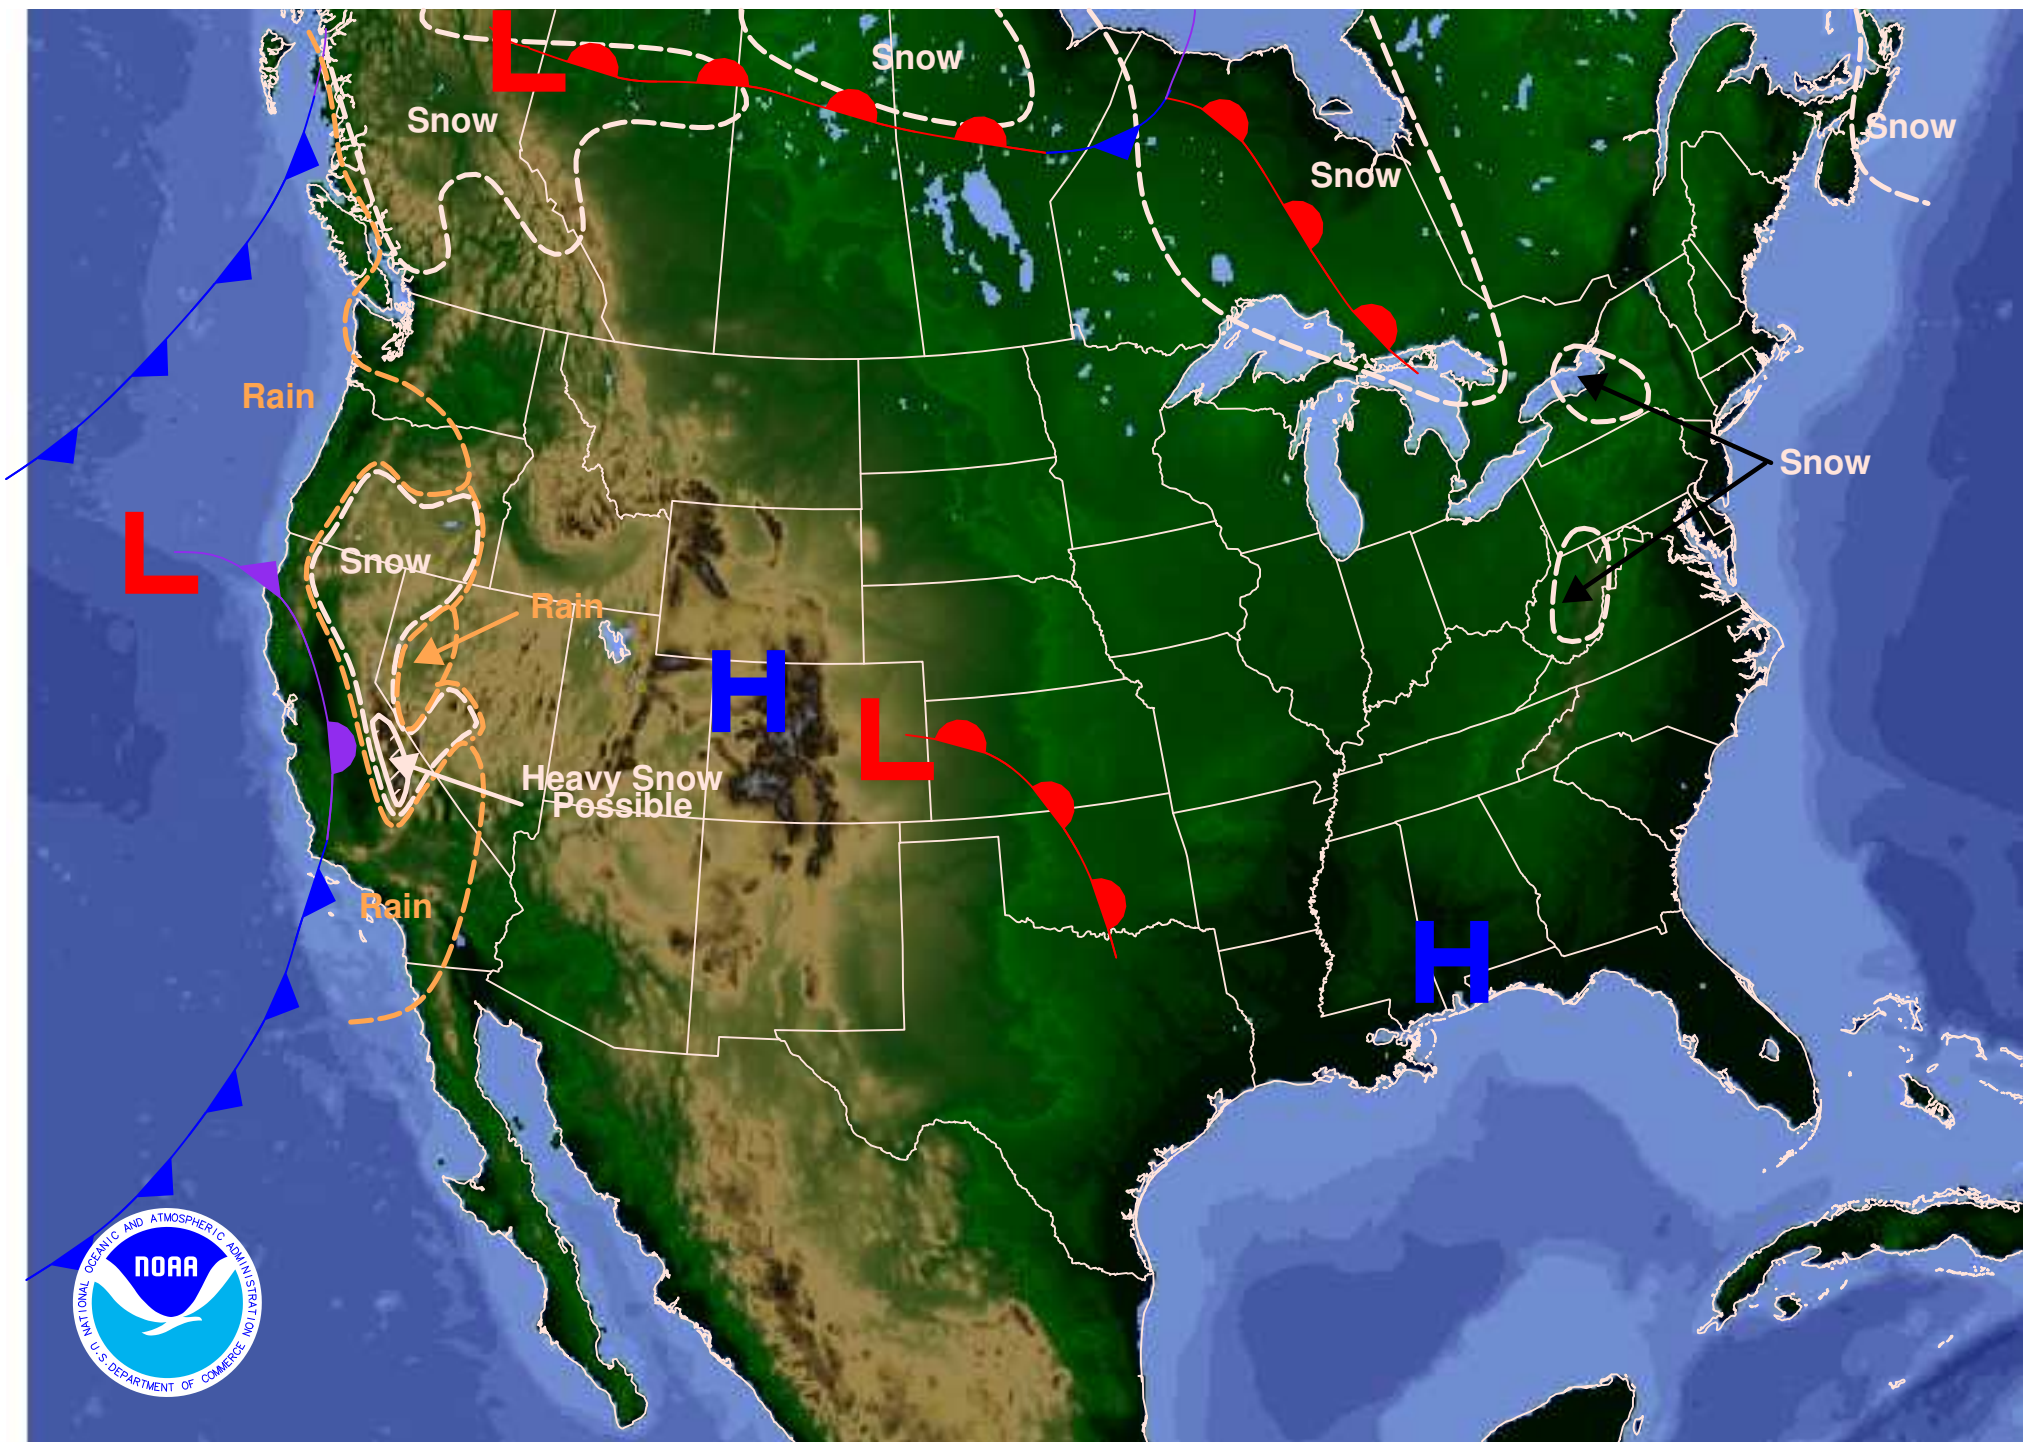 L
Snow
Snow
Snow
Snow
Rain
Snow
L
Snow
Rain
H
L
Heavy Snow
Possible
Rain
H
NATIONAL OCEANIC AND ATMOSPHERIC ADMINISTRATION
NOAA
U.S. DEPARTMENT OF COMMERCE